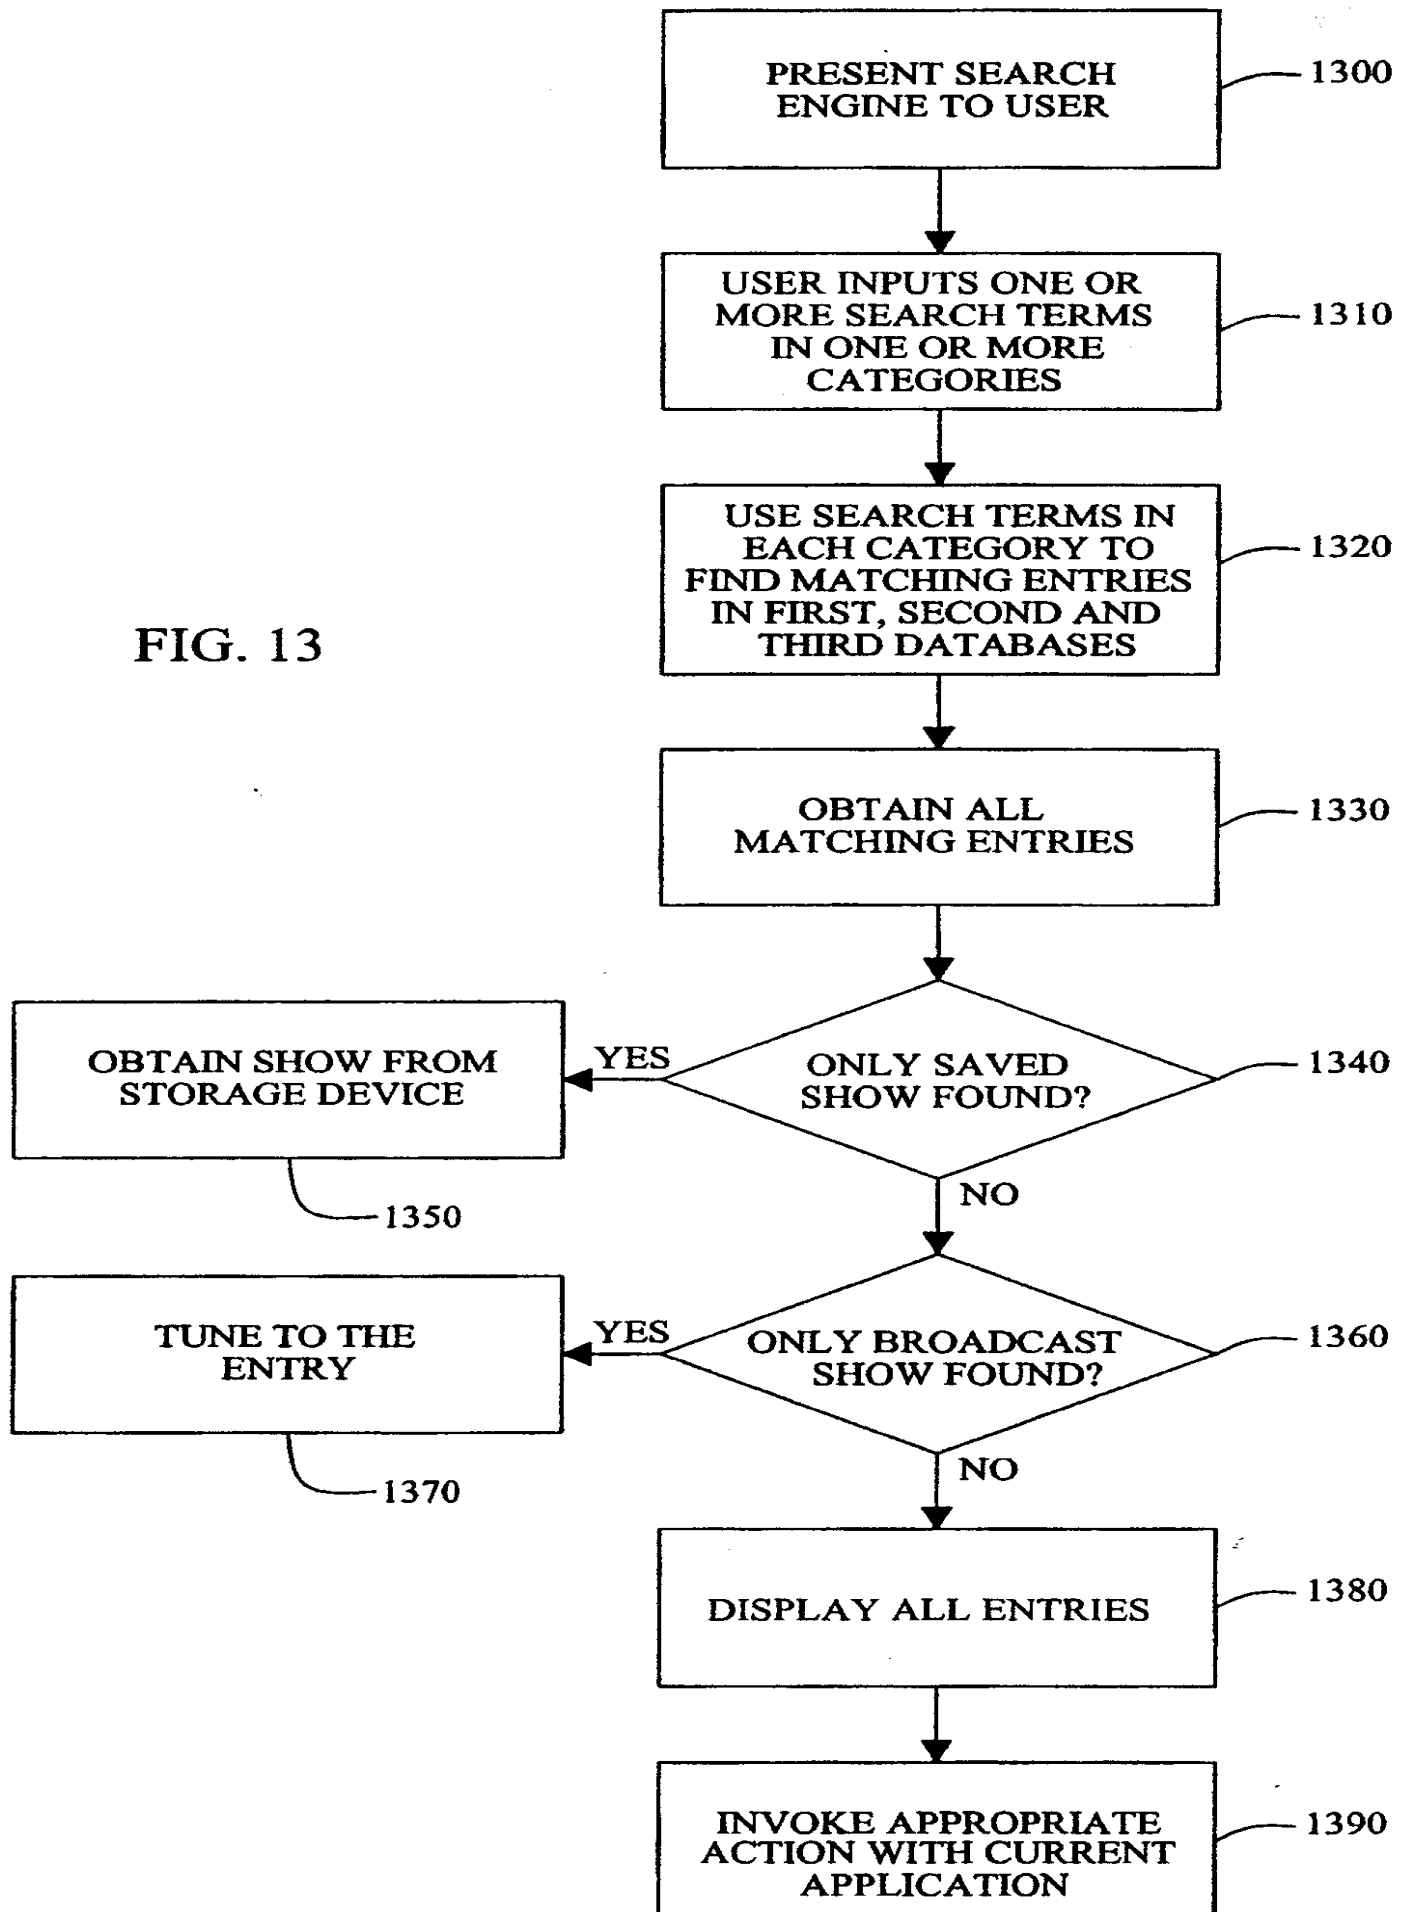 PRESENT SEARCH
ENGINE TO USER
1300
USER INPUTS ONE OR
MORE SEARCH TERMS
IN ONE OR MORE
CATEGORIES
1310
USE SEARCH TERMS IN
EACH CATEGORY TO
FIND MATCHING ENTRIES
IN FIRST, SECOND AND
THIRD DATABASES
1320
FIG. 13
OBTAIN ALL
MATCHING ENTRIES
1330
ONLY SAVED
SHOW FOUND?
1340
YES
OBTAIN SHOW FROM
STORAGE DEVICE
1350
NO
ONLY BROADCAST
SHOW FOUND?
1360
YES
TUNE TO THE
ENTRY
1370
NO
DISPLAY ALL ENTRIES
1380
INVOKE APPROPRIATE
ACTION WITH CURRENT
APPLICATION
1390